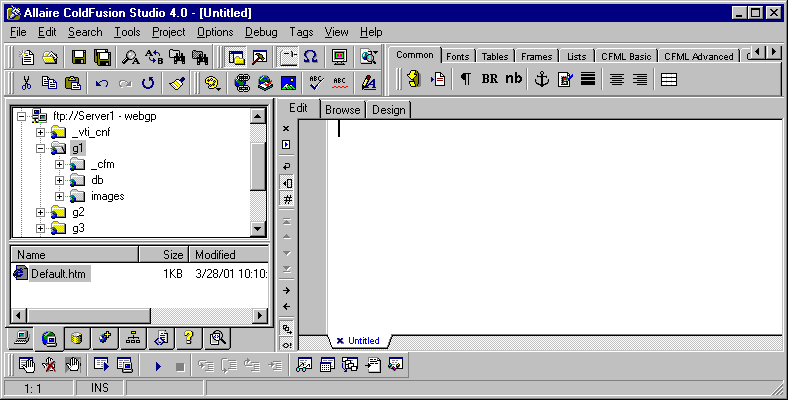 Allaire ColdFusion Studio 4.0 - [Untitled]
File Edit Search Tools Project Options Debug Tags View Help
Common Fonts Tables Frames Lists CFML Basic CFML Advanced
¶ BR nb
ABC ABC
ftp://Server1 - webgp
_vti_cnf
g1
_cfm
db
images
g2
g3
Edit Browse Design
#
Name Size Modified
Default.htm 1KB 3/28/01 10:10:
Untitled
1: 1 INS